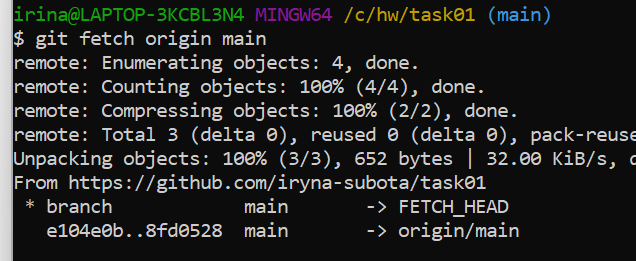 irina@LAPTOP-3KCBL3N4 MINGW64 /c/hw/task01 (main)
$ git fetch origin main
remote: Enumerating objects: 4, done.
remote: Counting objects: 100% (4/4), done.
remote: Compressing objects: 100% (2/2), done.
remote: Total 3 (delta 0), reused 0 (delta 0), pack-reuse
Unpacking objects: 100% (3/3), 652 bytes | 32.00 KiB/s,
From https://github.com/iryna-subota/task01
 * branch            main       -> FETCH_HEAD
   e104e0b..8fd0528  main       -> origin/main